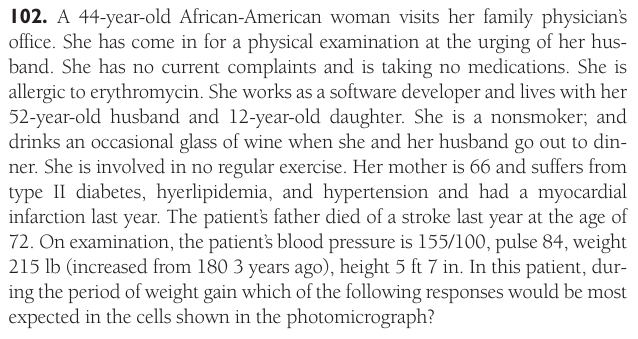 102. A 44-year-old African-American woman visits her family physician's
office. She has come in for a physical examination at the urging of her hus-
band. She has no current complaints and is taking no medications. She is
allergic to erythromycin. She works as a software developer and lives with her
52-year-old husband and 12-year-old daughter. She is a nonsmoker; and
drinks an occasional glass of wine when she and her husband go out to din-
ner. She is involved in no regular exercise. Her mother is 66 and suffers from
type II diabetes, hyerlipidemia, and hypertension and had a myocardial
infarction last year. The patient's father died of a stroke last year at the age of
72. On examination, the patient's blood pressure is 155/100, pulse 84, weight
215 lb (increased from 180 3 years ago), height 5 ft 7 in. In this patient, dur-
ing the period of weight gain which of the following responses would be most
expected in the cells shown in the photomicrograph?